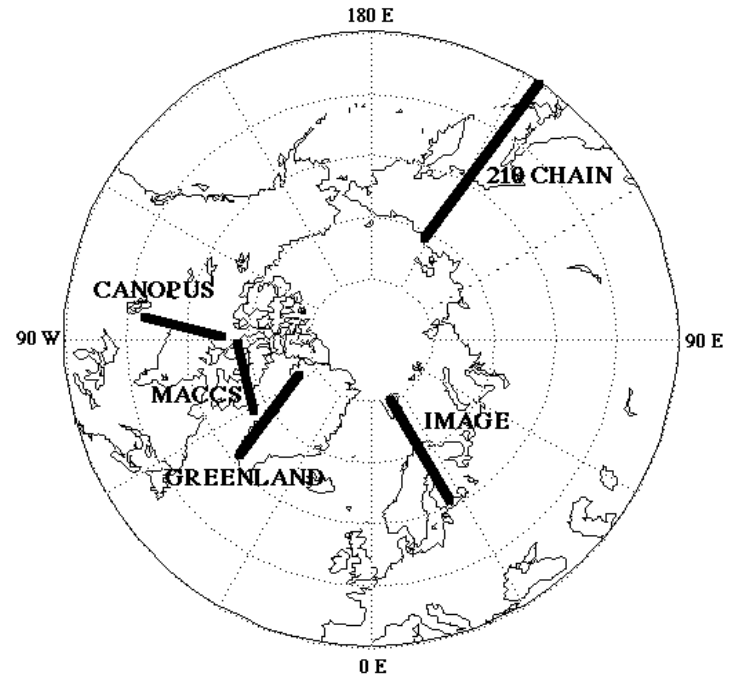 180 E
210 CHAIN
CANOPUS
90 W
90 E
MACCS
IMAGE
GREENLAND
0 E